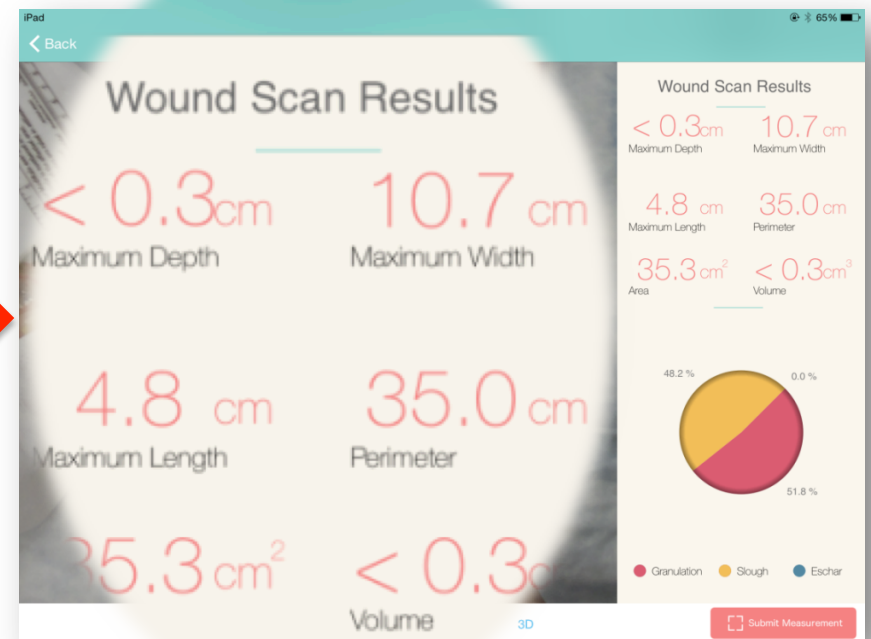 iPad
65%
Back
Wound Scan Results
< 0.3cm 10.7 cm
Maximum Depth Maximum Width
4.8 cm 35.0 cm
Maximum Length Perimeter
35.3 cm² < 0.3c
Volume
Wound Scan Results
< 0.3cm 10.7 cm
Maximum Depth Maximum Width
4.8 cm 35.0 cm
Maximum Length Perimeter
35.3 cm² < 0.3cm³
Area Volume
48.2 % 0.0 %
51.8 %
Granulation Slough Eschar
3D
Submit Measurement